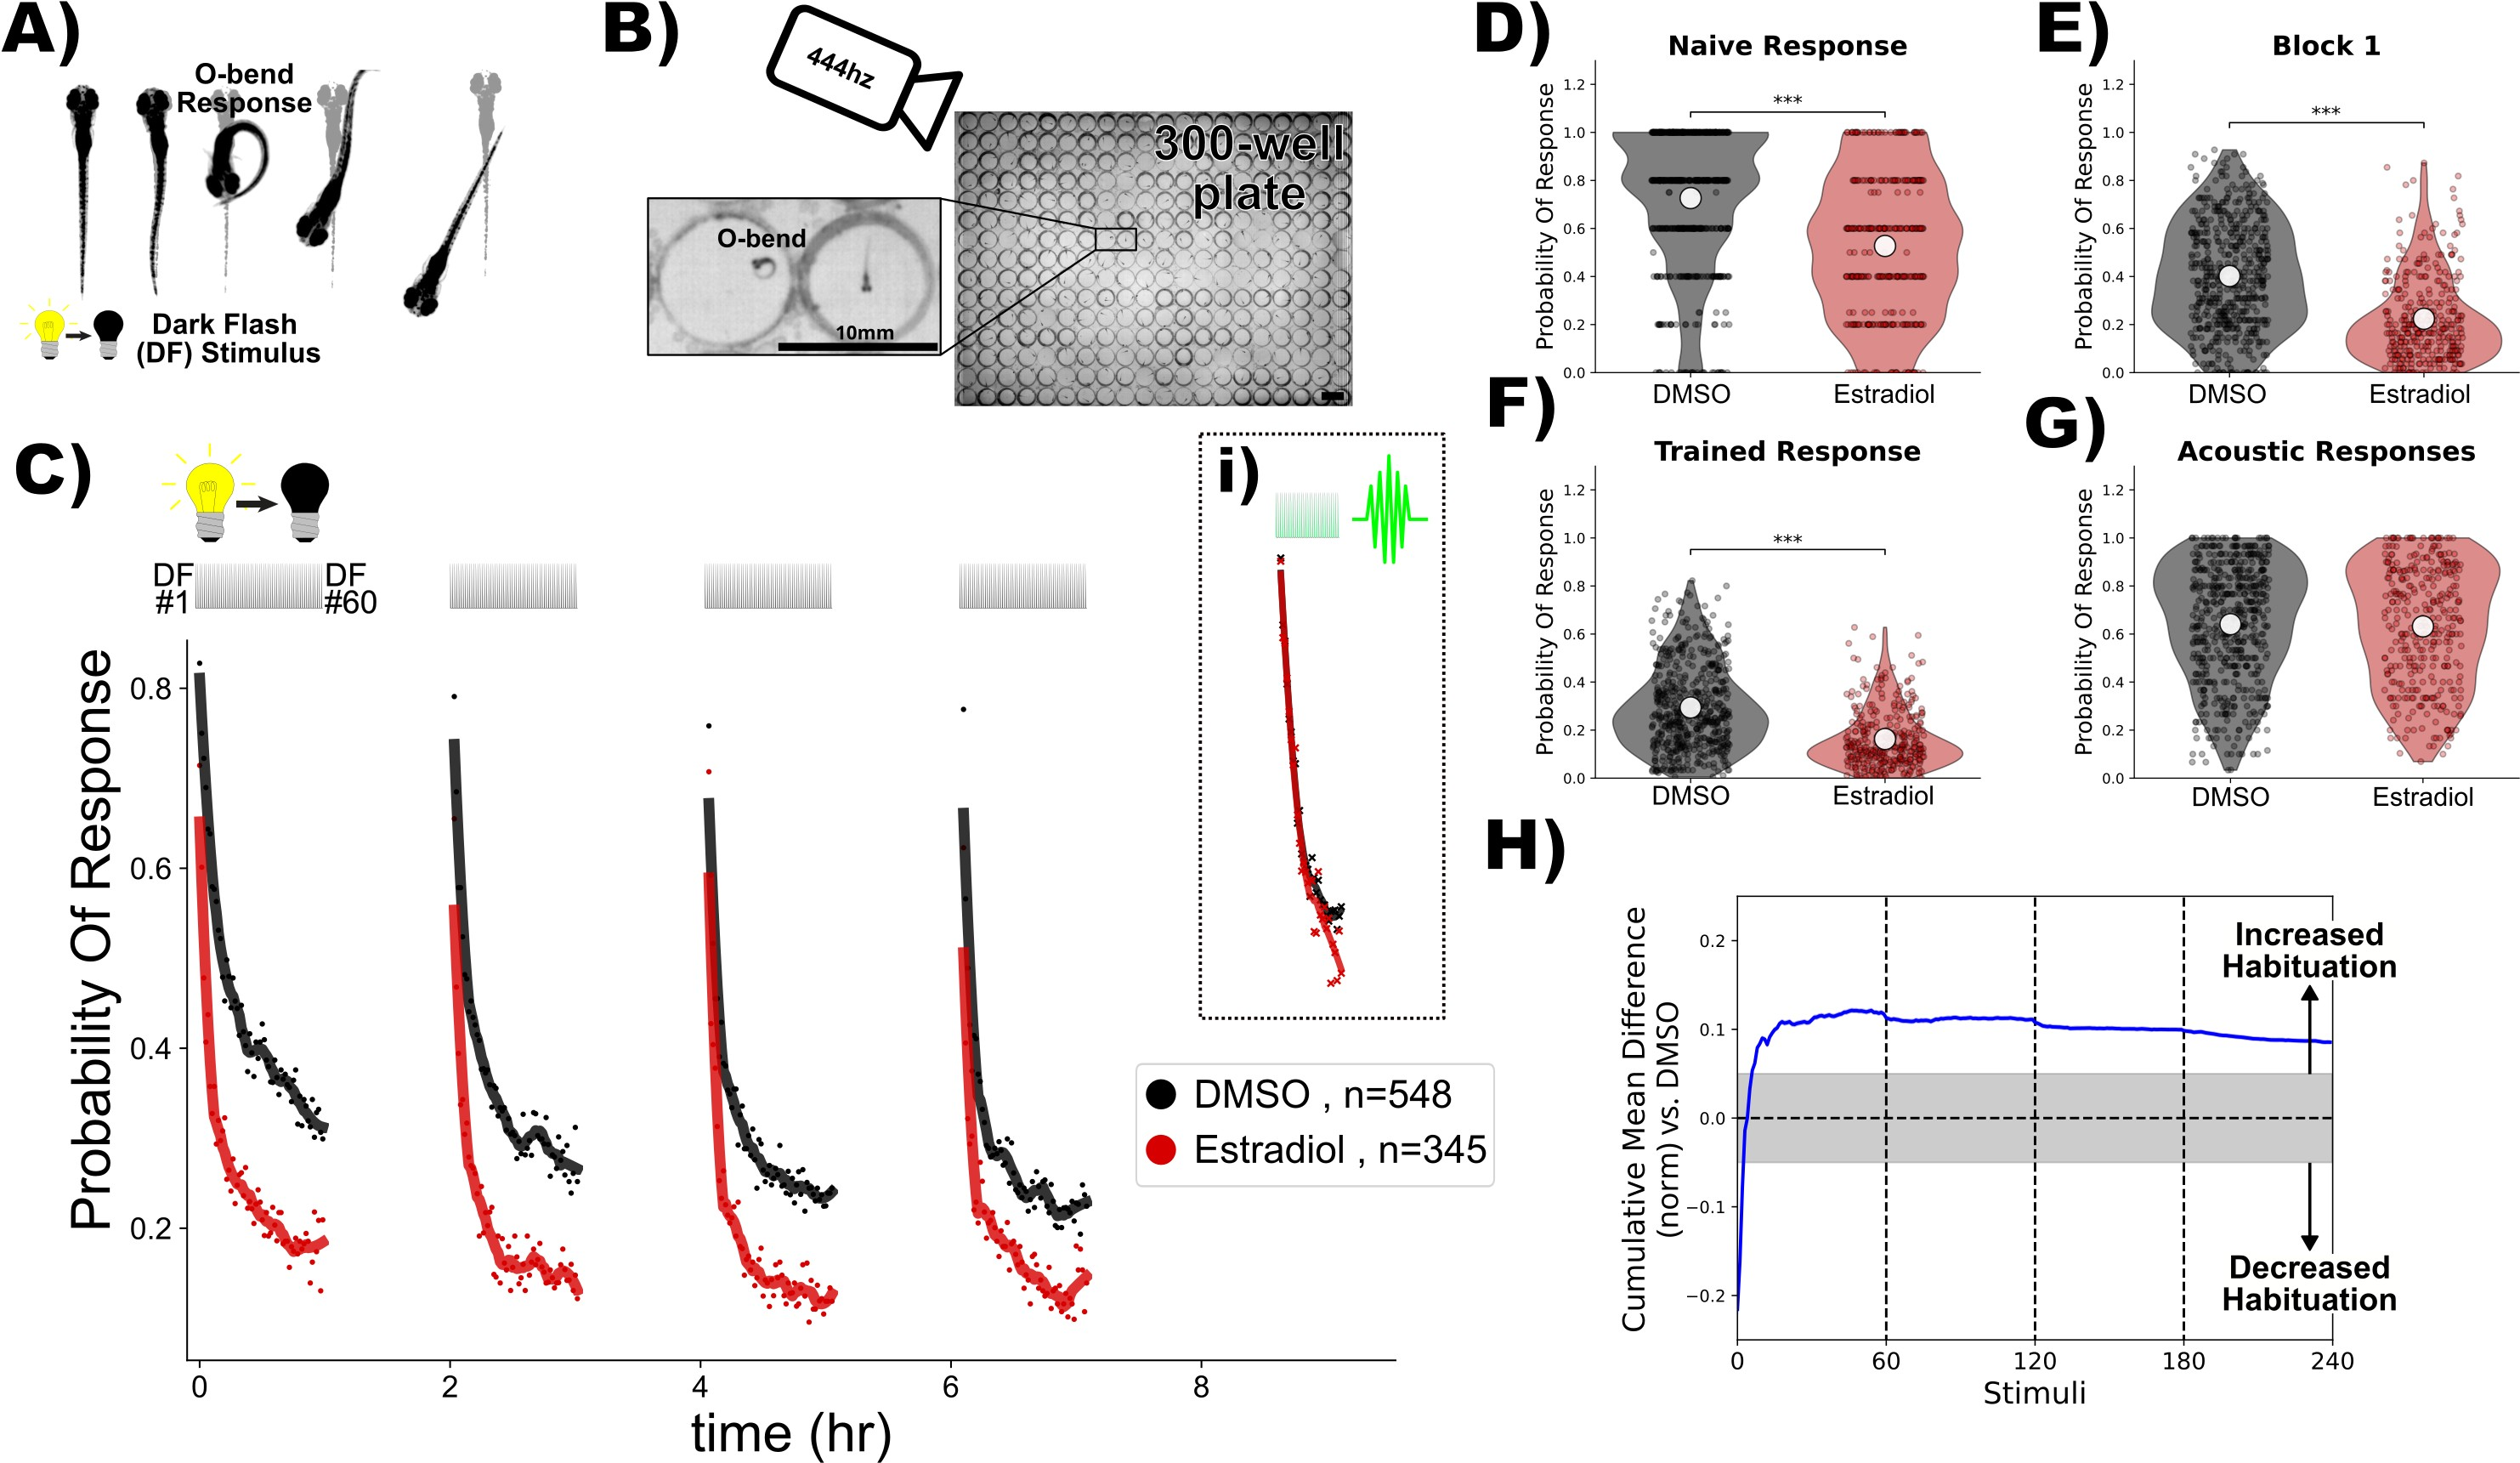 A)
O-bend
Response
Dark Flash
(DF) Stimulus
B)
444hz
300-well
plate
O-bend
10mm
C)
DF
#1
DF
#60
Probability Of Response
0.8
0.6
0.4
0.2
0
2
4
6
8
time (hr)
i)
DMSO , n=548
Estradiol , n=345
D)
Naive Response
Probability Of Response
1.2
1.0
0.8
0.6
0.4
0.2
0.0
***
DMSO
Estradiol
E)
Block 1
Probability Of Response
1.2
1.0
0.8
0.6
0.4
0.2
0.0
***
DMSO
Estradiol
F)
Trained Response
Probability Of Response
1.2
1.0
0.8
0.6
0.4
0.2
0.0
***
DMSO
Estradiol
G)
Acoustic Responses
Probability Of Response
1.2
1.0
0.8
0.6
0.4
0.2
0.0
DMSO
Estradiol
H)
Cumulative Mean Difference
(norm) vs. DMSO
0.2
0.1
0.0
−0.1
−0.2
Increased
Habituation
Decreased
Habituation
0
60
120
180
240
Stimuli